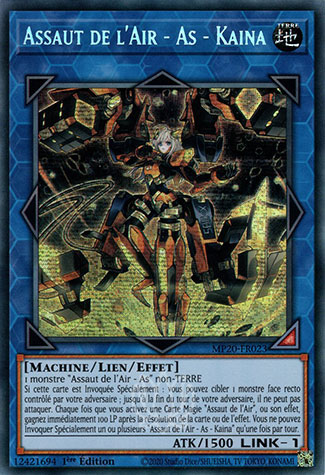 Assaut de l'Air - As - Kaina
TERRE
地
MP20-FR023
[Machine/Lien/Effet]
1 monstre "Assaut de l'Air - As" non-TERRE
Si cette carte est Invoquée Spécialement : vous pouvez cibler 1 monstre face recto
contrôlé par votre adversaire ; jusqu'à la fin du tour de votre adversaire, il ne peut pas
attaquer. Chaque fois que vous activez une Carte Magie "Assaut de l'Air", ou son effet,
gagnez immédiatement 100 LP après la résolution de la carte ou de l'effet. Vous ne pouvez
Invoquer Spécialement un ou plusieurs "Assaut de l'Air - As - Kaina" qu'une fois par tour.
ATK/1500 LINK-1
12421694 1ère Edition ©2020 Studio Dice/SHUEISHA, TV TOKYO, KONAMI